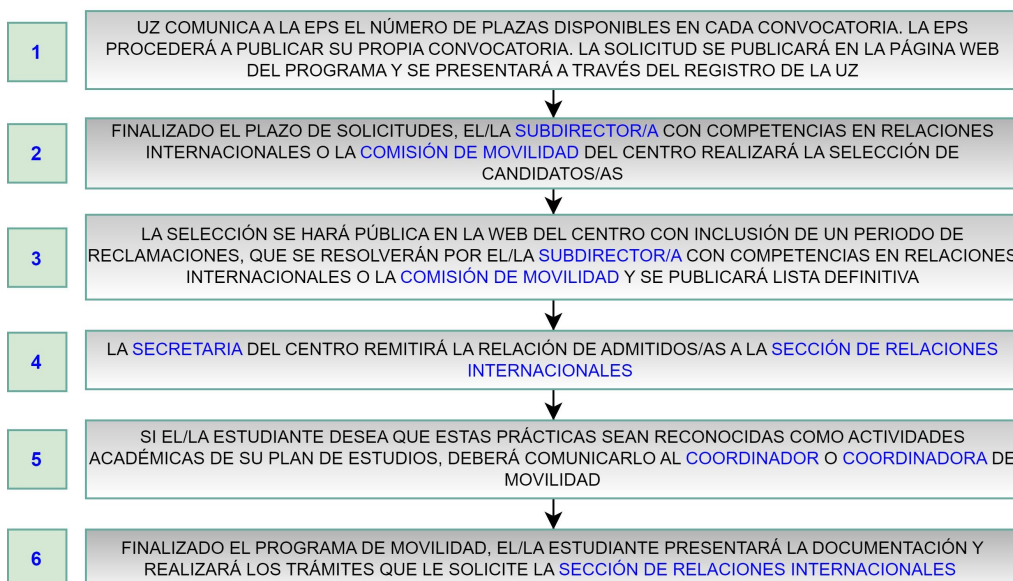 1
UZ COMUNICA A LA EPS EL NÚMERO DE PLAZAS DISPONIBLES EN CADA CONVOCATORIA. LA EPS
PROCEDERÁ A PUBLICAR SU PROPIA CONVOCATORIA. LA SOLICITUD SE PUBLICARÁ EN LA PÁGINA WEB
DEL PROGRAMA Y SE PRESENTARÁ A TRAVÉS DEL REGISTRO DE LA UZ
2
FINALIZADO EL PLAZO DE SOLICITUDES, EL/LA SUBDIRECTOR/A CON COMPETENCIAS EN RELACIONES
INTERNACIONALES O LA COMISIÓN DE MOVILIDAD DEL CENTRO REALIZARÁ LA SELECCIÓN DE
CANDIDATOS/AS
3
LA SELECCIÓN SE HARÁ PÚBLICA EN LA WEB DEL CENTRO CON INCLUSIÓN DE UN PERIODO DE
RECLAMACIONES, QUE SE RESOLVERÁN POR EL/LA SUBDIRECTOR/A CON COMPETENCIAS EN RELACIONES
INTERNACIONALES O LA COMISIÓN DE MOVILIDAD Y SE PUBLICARÁ LISTA DEFINITIVA
4
LA SECRETARIA DEL CENTRO REMITIRÁ LA RELACIÓN DE ADMITIDOS/AS A LA SECCIÓN DE RELACIONES
INTERNACIONALES
5
SI EL/LA ESTUDIANTE DESEA QUE ESTAS PRÁCTICAS SEAN RECONOCIDAS COMO ACTIVIDADES
ACADÉMICAS DE SU PLAN DE ESTUDIOS, DEBERÁ COMUNICARLO AL COORDINADOR O COORDINADORA DE
MOVILIDAD
6
FINALIZADO EL PROGRAMA DE MOVILIDAD, EL/LA ESTUDIANTE PRESENTARÁ LA DOCUMENTACIÓN Y
REALIZARÁ LOS TRÁMITES QUE LE SOLICITE LA SECCIÓN DE RELACIONES INTERNACIONALES